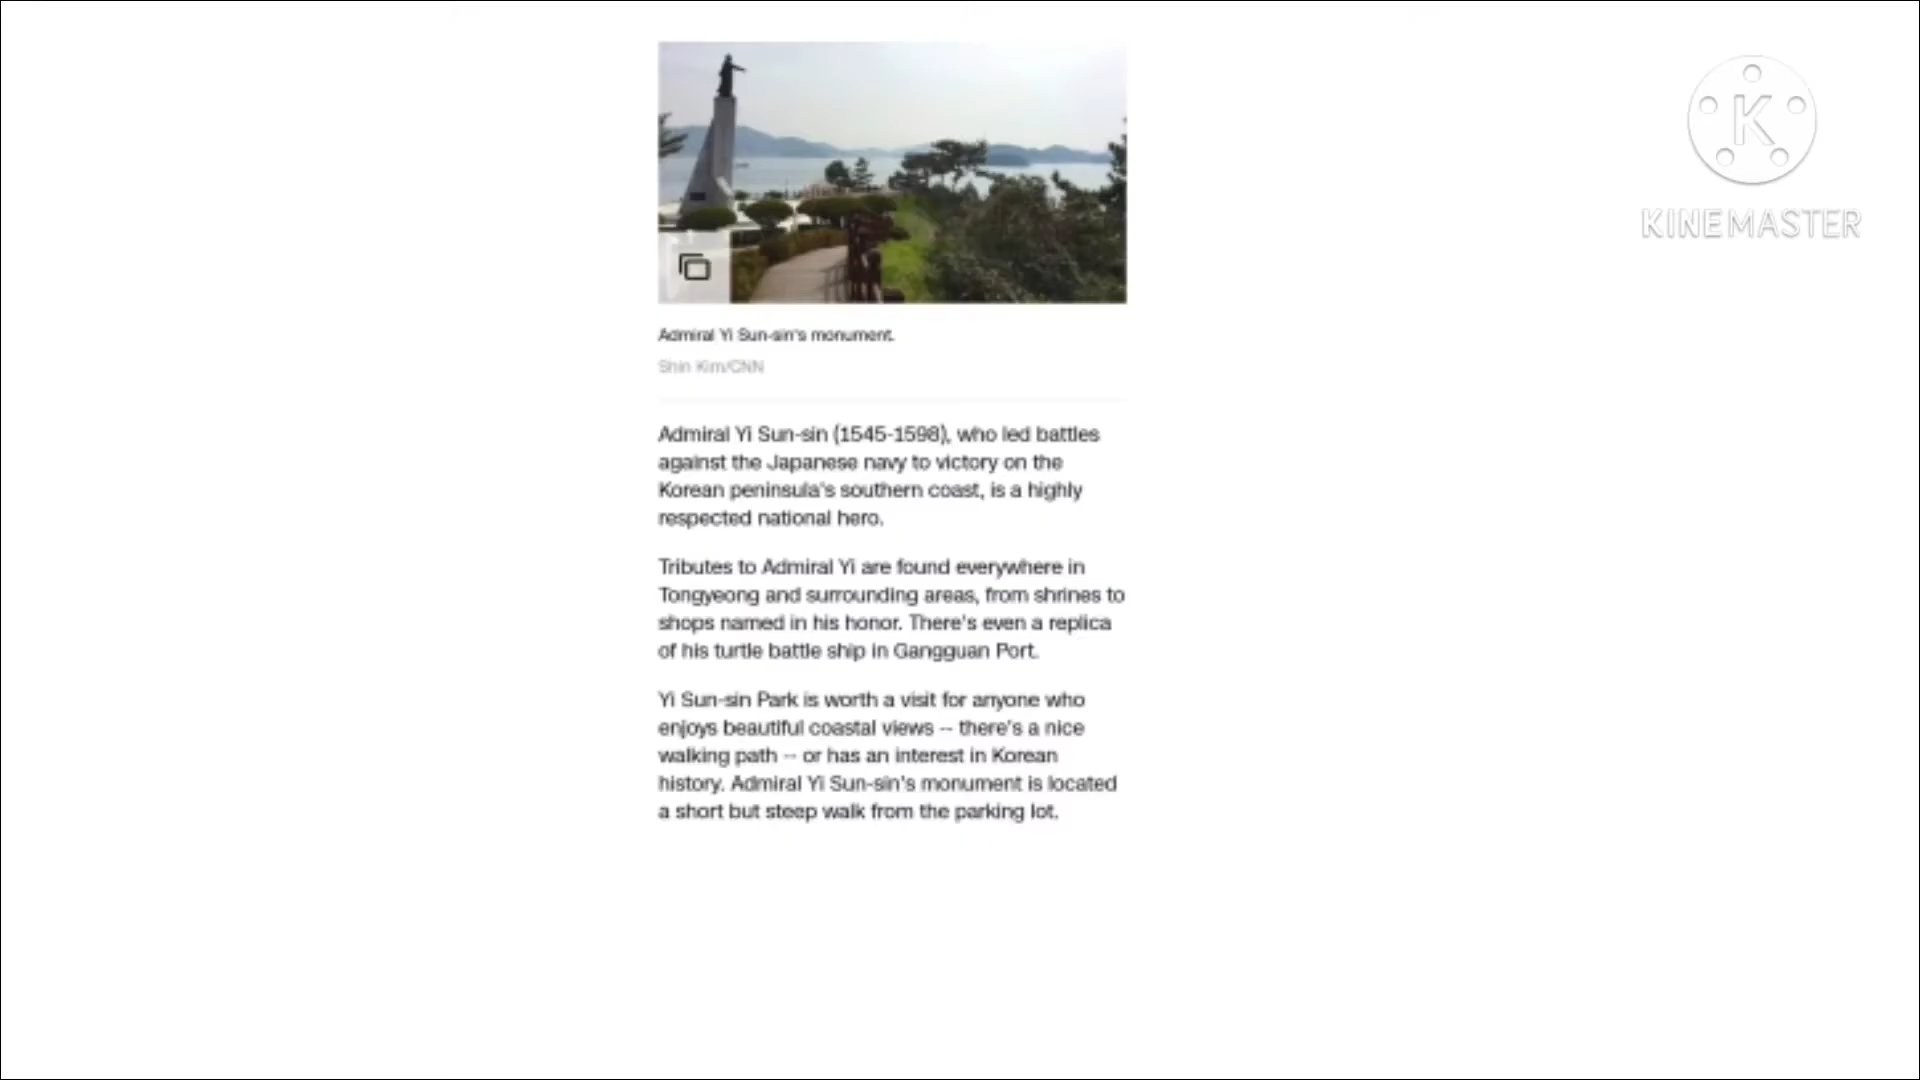 Admiral Yi Sun-sin's monument.
Shin Kim/CNN
Admiral Yi Sun-sin (1545-1598), who led battles
against the Japanese navy to victory on the
Korean peninsula's southern coast, is a highly
respected national hero.
Tributes to Admiral Yi are found everywhere in
Tongyeong and surrounding areas, from shrines to
shops named in his honor. There's even a replica
of his turtle battle ship in Gangguan Port.
Yi Sun-sin Park is worth a visit for anyone who
enjoys beautiful coastal views -- there's a nice
walking path -- or has an interest in Korean
history. Admiral Yi Sun-sin's monument is located
a short but steep walk from the parking lot.
K
KINEMASTER